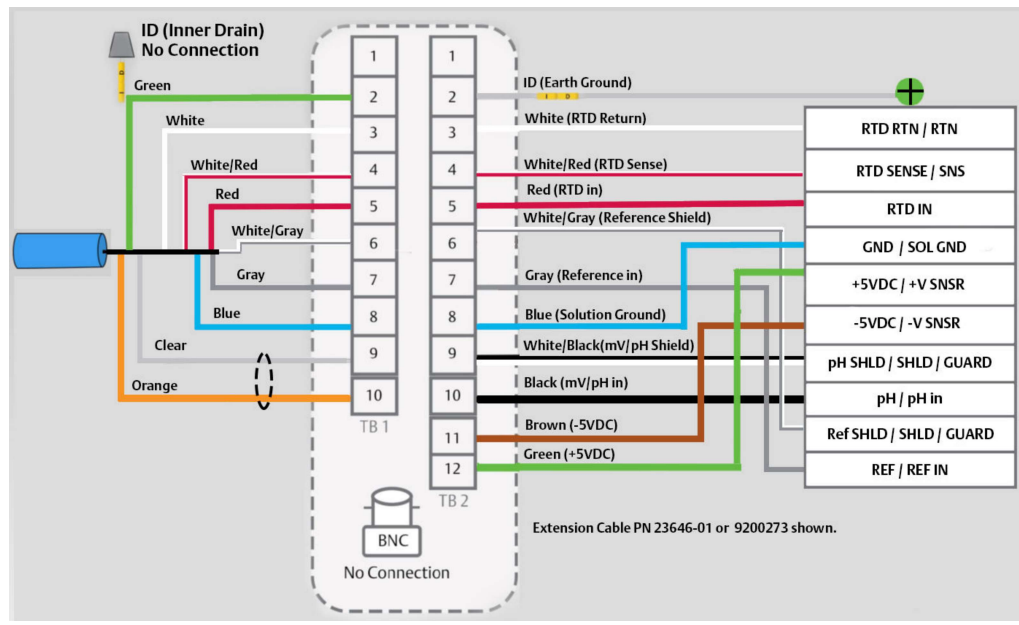 ID (Inner Drain)
No Connection
Green
White
White/Red
Red
White/Gray
Gray
Blue
Clear
Orange
1
2
3
4
5
6
7
8
9
10
TB 1
1
2
3
4
5
6
7
8
9
10
11
12
TB 2
BNC
No Connection
ID (Earth Ground)
I D
White (RTD Return)
White/Red (RTD Sense)
Red (RTD in)
White/Gray (Reference Shield)
Gray (Reference in)
Blue (Solution Ground)
White/Black(mV/pH Shield)
Black (mV/pH in)
Brown (-5VDC)
Green (+5VDC)
RTD RTN / RTN
RTD SENSE / SNS
RTD IN
GND / SOL GND
+5VDC / +V SNSR
-5VDC / -V SNSR
pH SHLD / SHLD / GUARD
pH / pH in
Ref SHLD / SHLD / GUARD
REF / REF IN
Extension Cable PN 23646-01 or 9200273 shown.